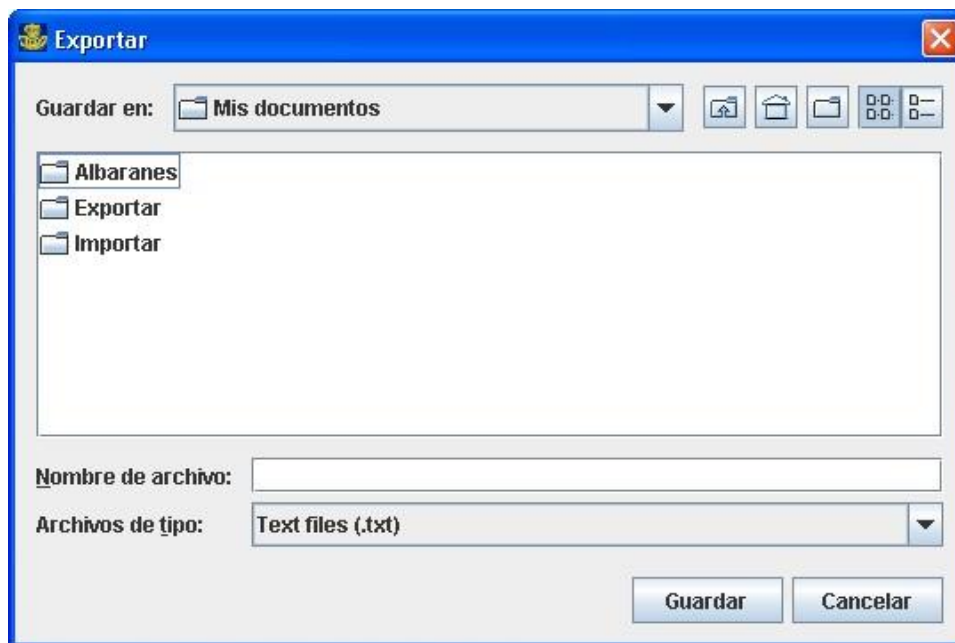 Exportar
Guardar en: Mis documentos
Albaranes
Exportar
Importar
Nombre de archivo:
Archivos de tipo: Text files (.txt)
Guardar Cancelar